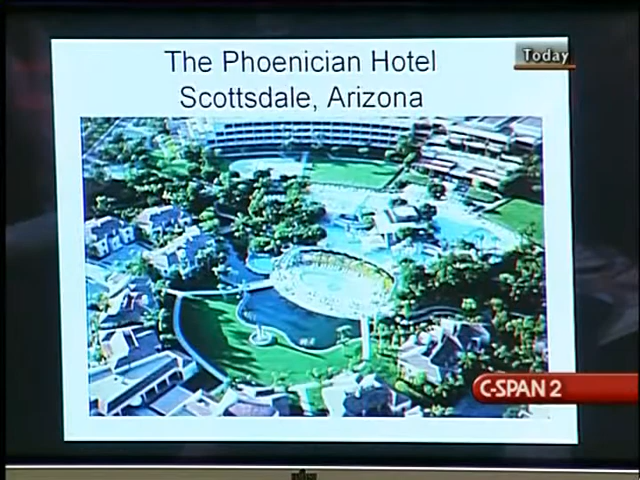 The Phoenician Hotel
Today
Scottsdale, Arizona
C-SPAN 2